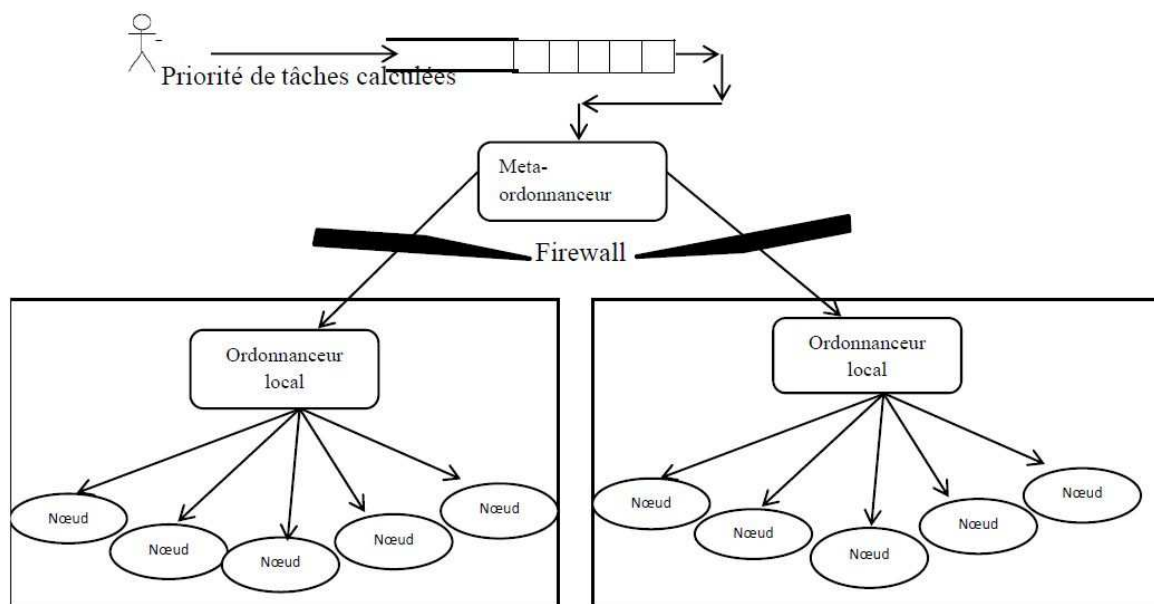 Priorité de tâches calculées
Meta-
ordonnanceur
Firewall
Ordonnanceur
local
Nœud
Nœud
Nœud
Nœud
Nœud
Ordonnanceur
local
Nœud
Nœud
Nœud
Nœud
Nœud